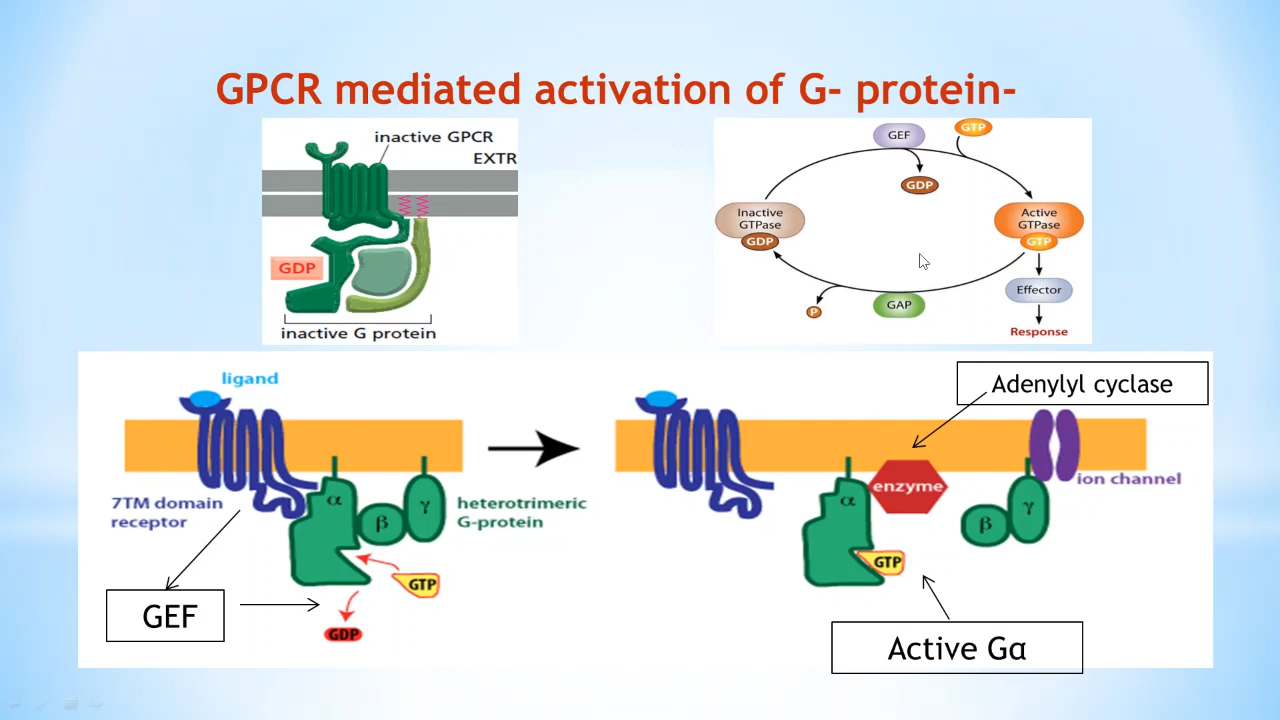 GPCR mediated activation of G- protein-
inactive GPCR
EXTR
GDP
inactive G protein
GEF
GTP
GDP
Inactive
GTPase
GDP
Active
GTPase
GTP
Effector
Response
GAP
P
ligand
7TM domain
receptor
α
β
γ
heterotrimeric
G-protein
GTP
GDP
GEF
Adenylyl cyclase
enzyme
ion channel
α
β
γ
GTP
Active Gα